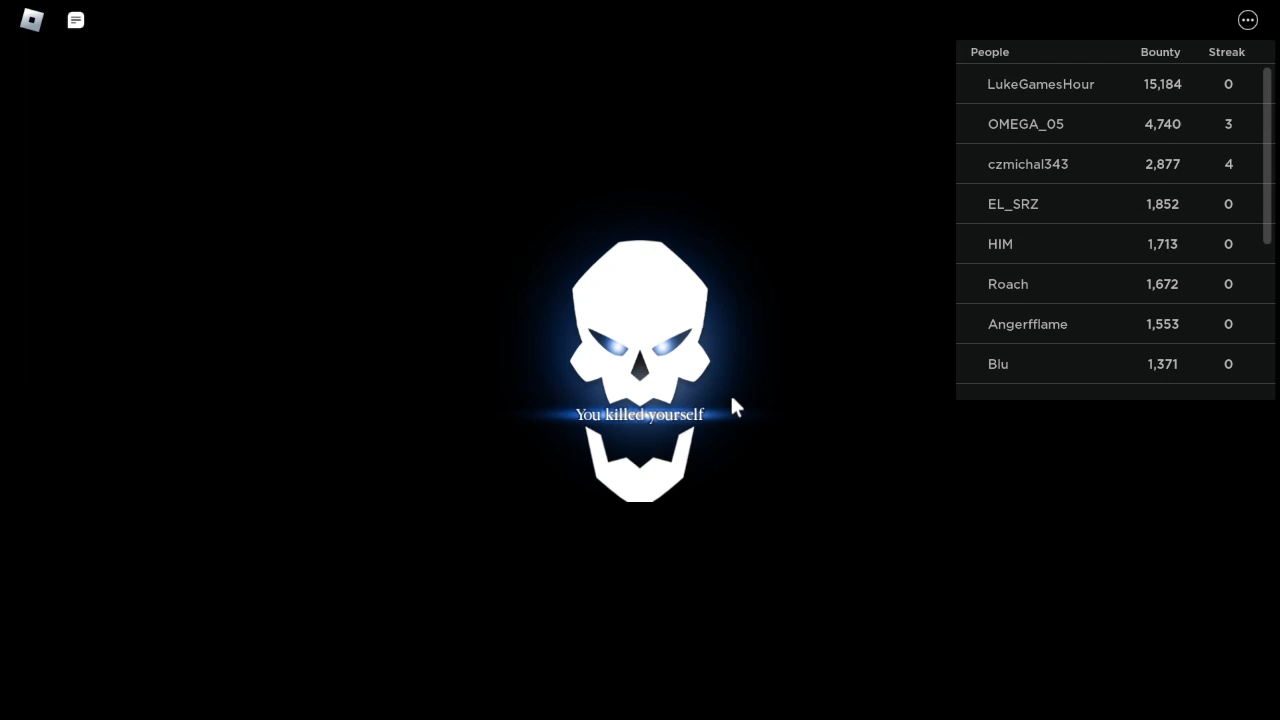 People Bounty Streak
LukeGamesHour 15,184 0
OMEGA_05 4,740 3
czmichal343 2,877 4
EL_SRZ 1,852 0
HIM 1,713 0
Roach 1,672 0
Angerfflame 1,553 0
Blu 1,371 0
You killed yourself